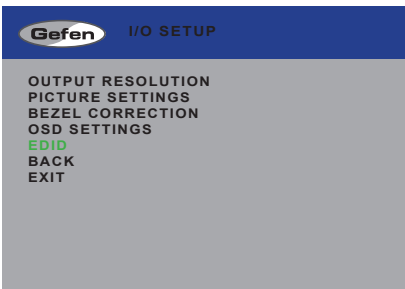 Gefen I/O SETUP
OUTPUT RESOLUTION
PICTURE SETTINGS
BEZEL CORRECTION
OSD SETTINGS
EDID
BACK
EXIT